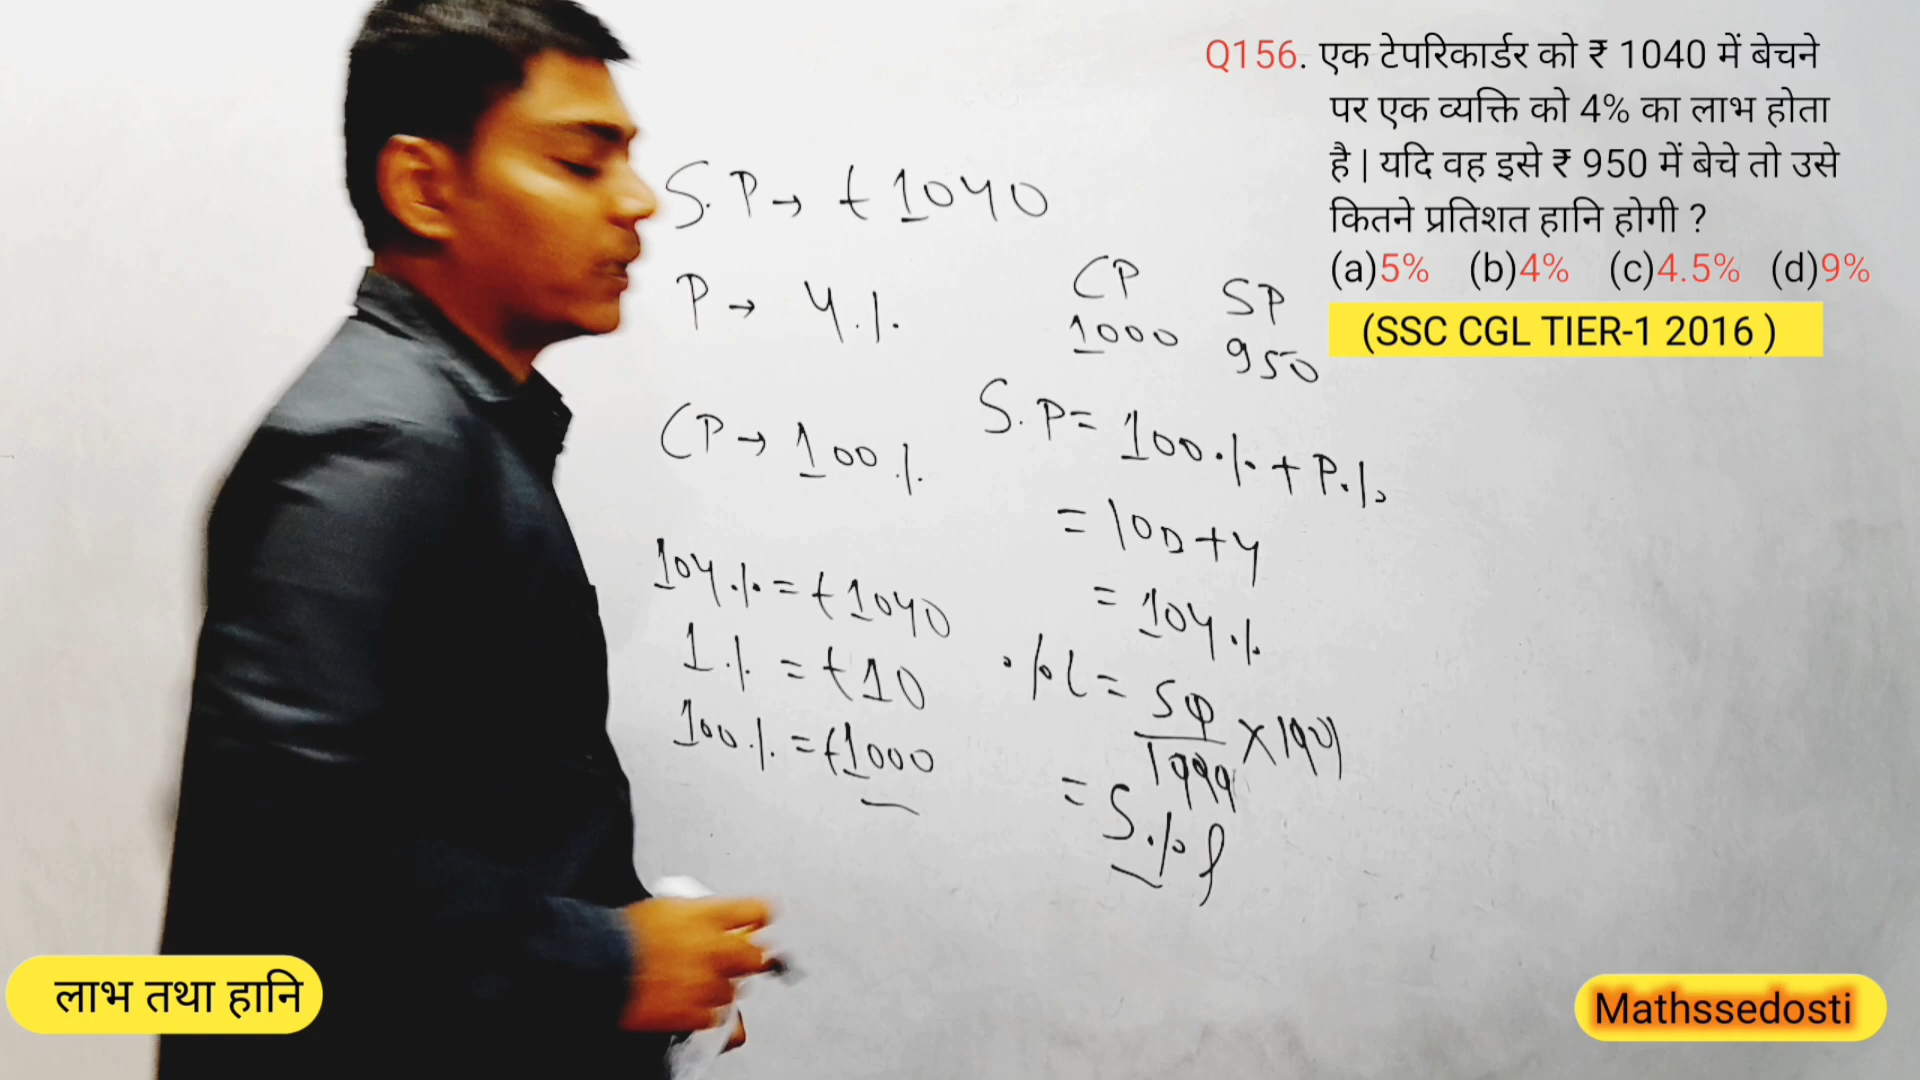 Q156. एक टेपरिकार्डर को ₹ 1040 में बेचने
पर एक व्यक्ति को 4% का लाभ होता
है | यदि वह इसे ₹ 950 में बेचे तो उसे
कितने प्रतिशत हानि होगी ?
(a)5% (b)4% (c)4.5% (d)9%
(SSC CGL TIER-1 2016 )
S.P → ₹ 1040
P → 4%
CP → 100%
104% = ₹1040
1% = ₹10
100% = ₹1000
CP SP
1000 950
S.P = 100% + P%
= 100+4
= 104%
%L = 50/1000 × 100
= 5%
लाभ तथा हानि
Mathssedosti